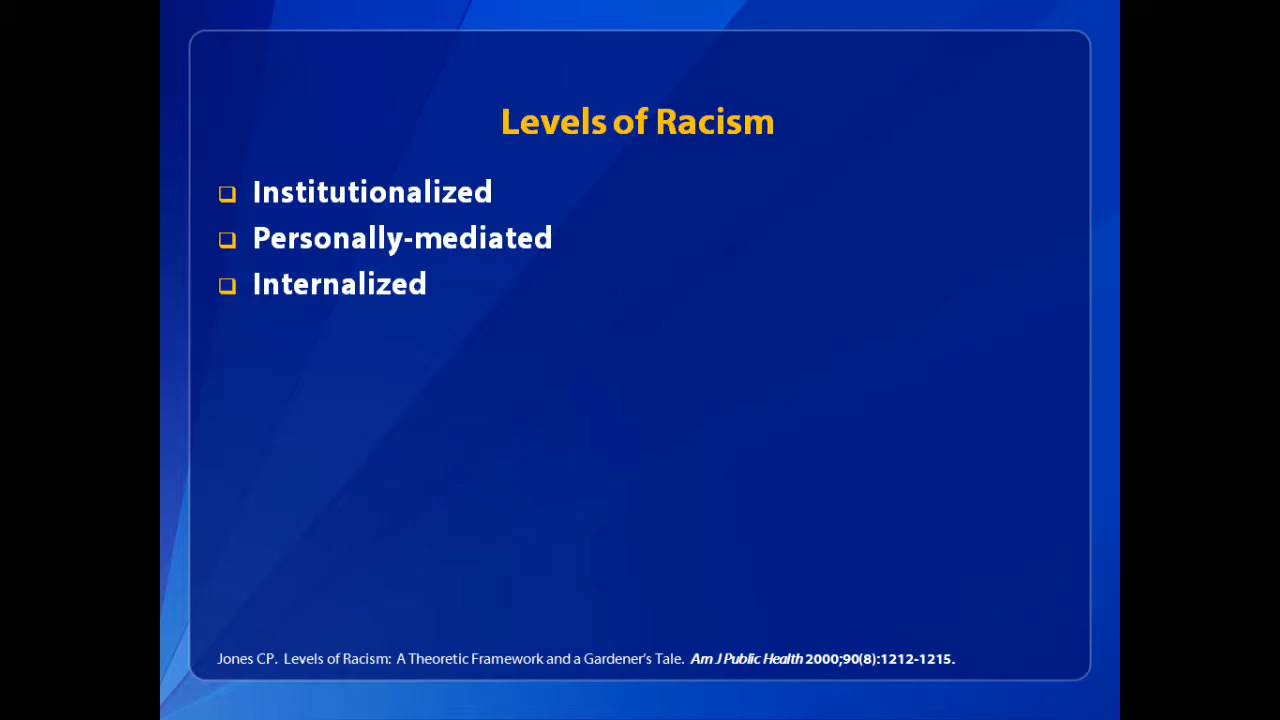 Levels of Racism
❑ Institutionalized
❑ Personally-mediated
❑ Internalized
Jones CP. Levels of Racism: A Theoretic Framework and a Gardener's Tale. Am J Public Health 2000;90(8):1212-1215.